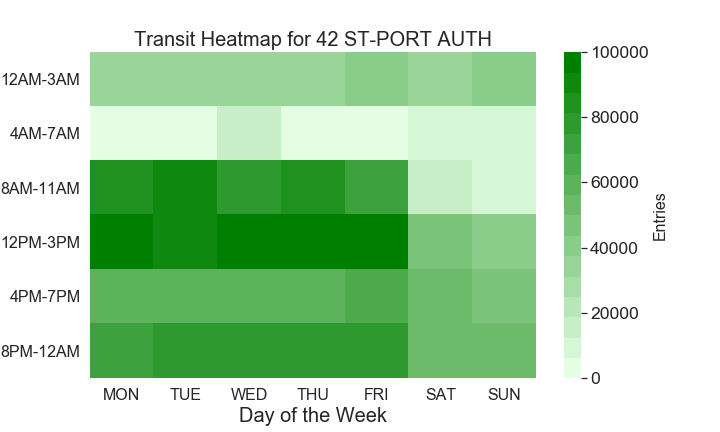 Transit Heatmap for 42 ST-PORT AUTH
12AM-3AM
4AM-7AM
8AM-11AM
12PM-3PM
4PM-7PM
8PM-12AM
MON TUE WED THU FRI SAT SUN
Day of the Week
100000
80000
60000
40000
20000
0
Entries